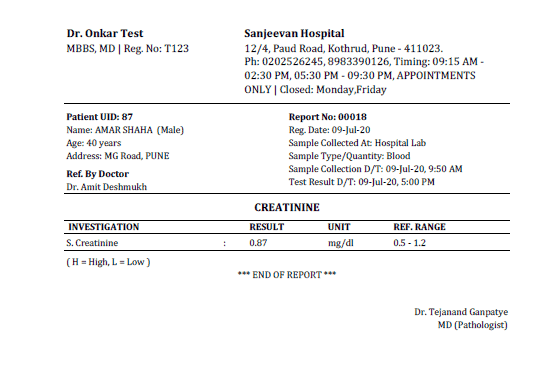 Dr. Onkar Test
MBBS, MD | Reg. No: T123
Sanjeevan Hospital
12/4, Paud Road, Kothrud, Pune - 411023.
Ph: 0202526245, 8983390126, Timing: 09:15 AM -
02:30 PM, 05:30 PM - 09:30 PM, APPOINTMENTS
ONLY | Closed: Monday,Friday
Patient UID: 87
Name: AMAR SHAHA (Male)
Age: 40 years
Address: MG Road, PUNE
Ref. By Doctor
Dr. Amit Deshmukh
Report No: 00018
Reg. Date: 09-Jul-20
Sample Collected At: Hospital Lab
Sample Type/Quantity: Blood
Sample Collection D/T: 09-Jul-20, 9:50 AM
Test Result D/T: 09-Jul-20, 5:00 PM
CREATININE
INVESTIGATION RESULT UNIT REF. RANGE
S. Creatinine : 0.87 mg/dl 0.5 - 1.2
( H = High, L = Low )
*** END OF REPORT ***
Dr. Tejanand Ganpatye
MD (Pathologist)